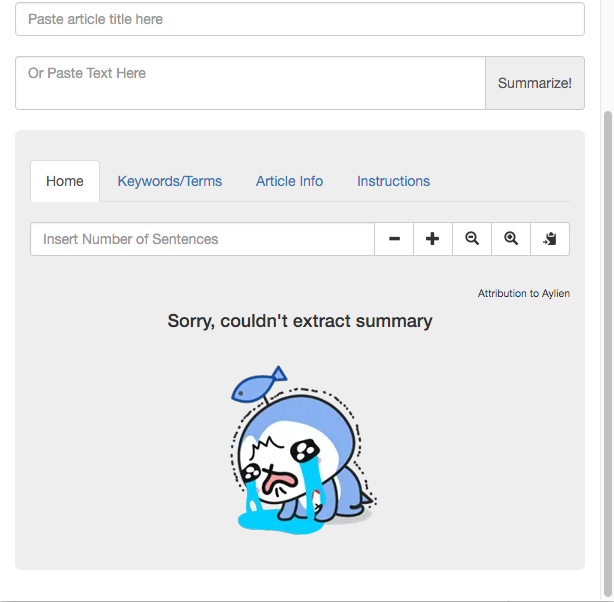 Paste article title here
Or Paste Text Here
Summarize!
Home Keywords/Terms Article Info Instructions
Insert Number of Sentences
Attribution to Aylien
Sorry, couldn't extract summary